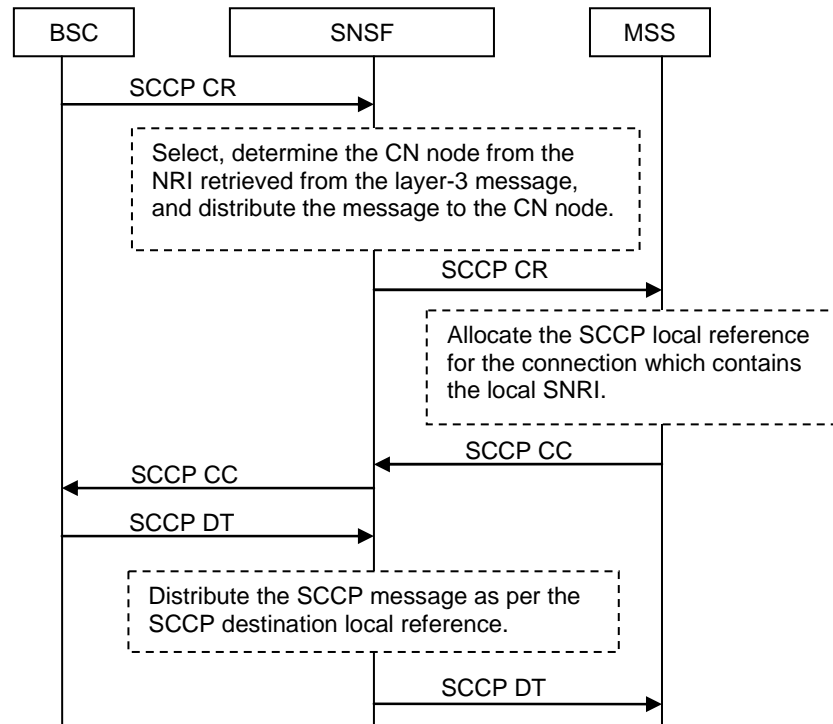 BSC
SNSF
MSS
SCCP CR
Select, determine the CN node from the
NRI retrieved from the layer-3 message,
and distribute the message to the CN node.
SCCP CR
Allocate the SCCP local reference
for the connection which contains
the local SNRI.
SCCP CC
SCCP CC
SCCP DT
Distribute the SCCP message as per the
SCCP destination local reference.
SCCP DT